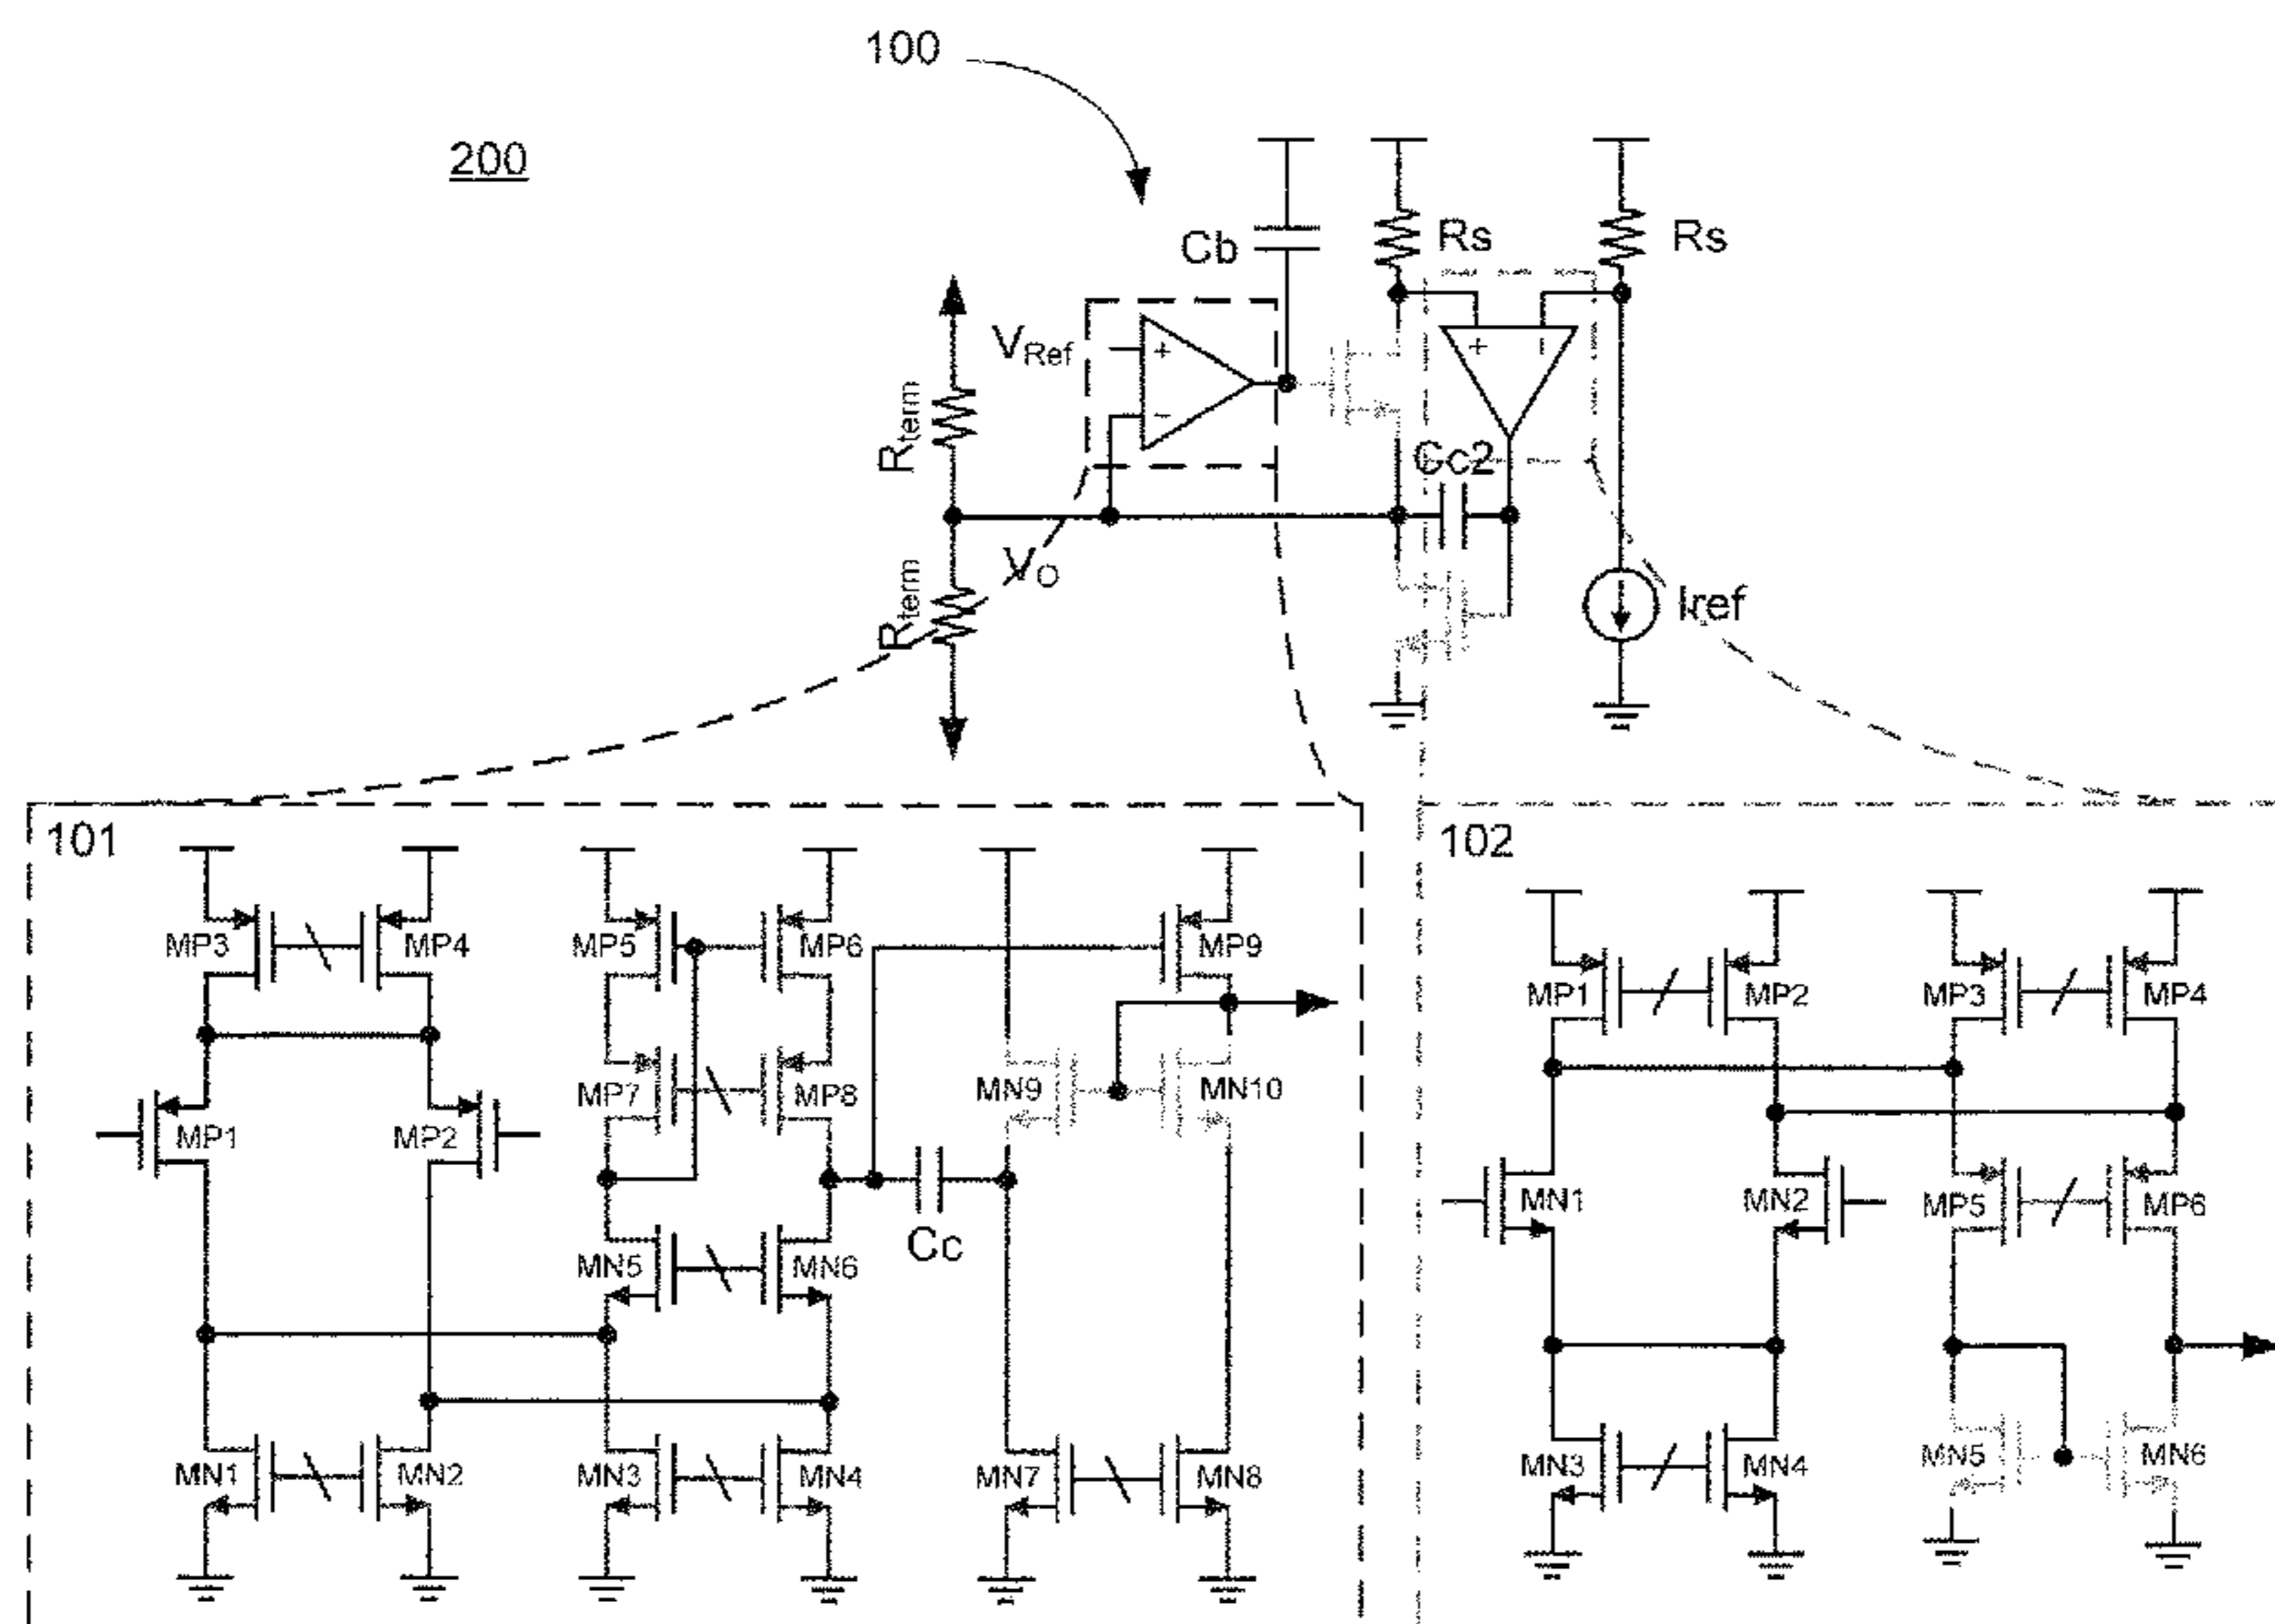 100
200
Cb
Rs
Rs
VRef
+
−
+
−
Rterm
Cc2
VO
Rterm
Iref
101
102
MP3
MP4
MP5
MP6
MP9
MP1
MP2
MP3
MP4
MP7
MP8
MN9
MN10
MP1
MP2
MN1
MN2
MP5
MP6
MN5
MN6
Cc
MN1
MN2
MN3
MN4
MN7
MN8
MN3
MN4
MN5
MN6